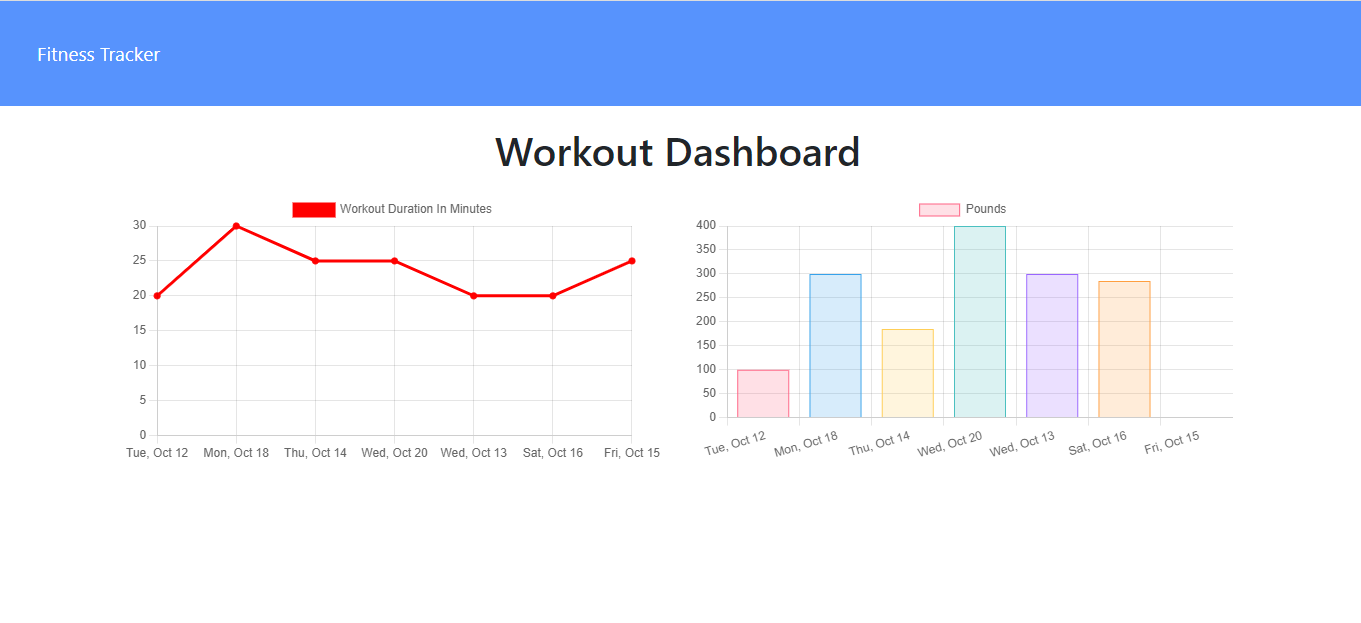 Fitness Tracker
Workout Dashboard
Workout Duration In Minutes
30
25
20
15
10
5
0
Tue, Oct 12 Mon, Oct 18 Thu, Oct 14 Wed, Oct 20 Wed, Oct 13 Sat, Oct 16 Fri, Oct 15
Pounds
400
350
300
250
200
150
100
50
0
Tue, Oct 12 Mon, Oct 18 Thu, Oct 14 Wed, Oct 20 Wed, Oct 13 Sat, Oct 16 Fri, Oct 15